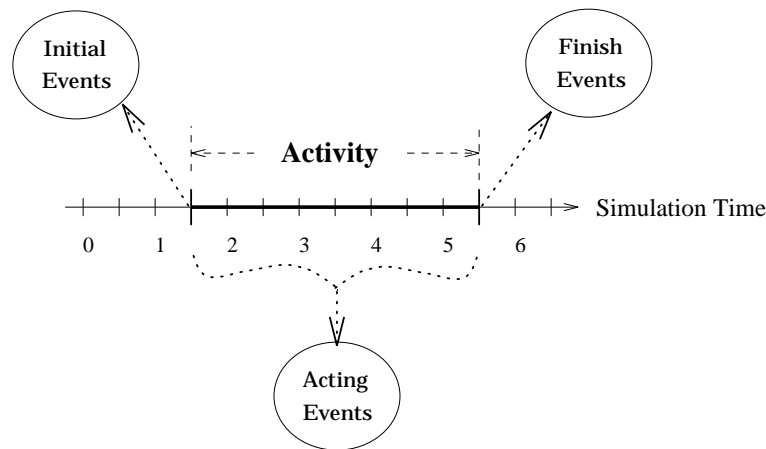 Initial
Events
Finish
Events
Activity
Simulation Time
0 1 2 3 4 5 6
Acting
Events